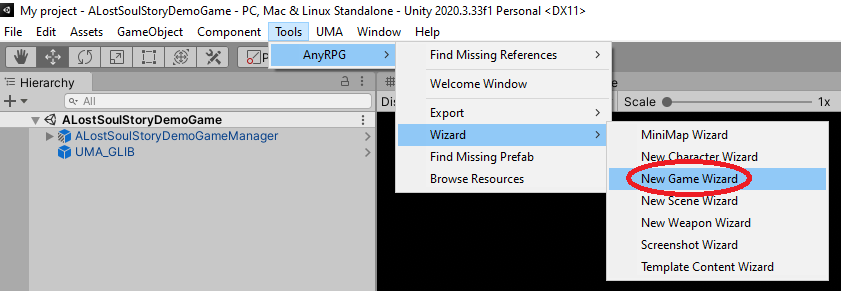 My project - ALostSoulStoryDemoGame - PC, Mac & Linux Standalone - Unity 2020.3.33f1 Personal <DX11>
File Edit Assets GameObject Component Tools UMA Window Help
AnyRPG
Find Missing References
Welcome Window
Export
Wizard
Find Missing Prefab
Browse Resources
MiniMap Wizard
New Character Wizard
New Game Wizard
New Scene Wizard
New Weapon Wizard
Screenshot Wizard
Template Content Wizard
Hierarchy
All
ALostSoulStoryDemoGame
ALostSoulStoryDemoGameManager
UMA_GLIB
Scale 1x